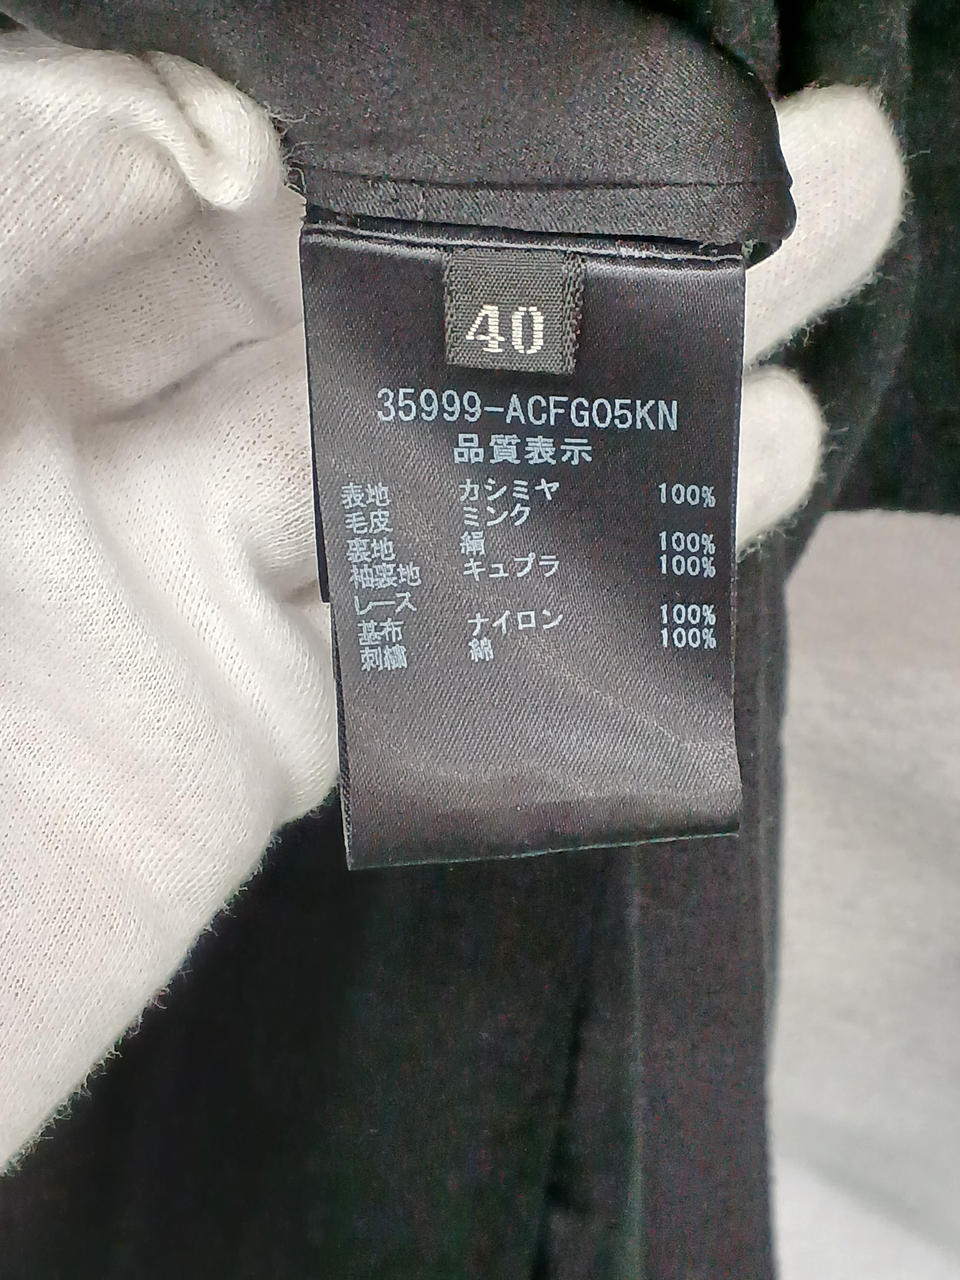 40
35999-ACFG05KN
品質表示
表地 カシミヤ 100%
毛皮 ミンク
裏地 絹 100%
袖裏地 キュプラ 100%
レース
基布 ナイロン 100%
刺繍 綿 100%